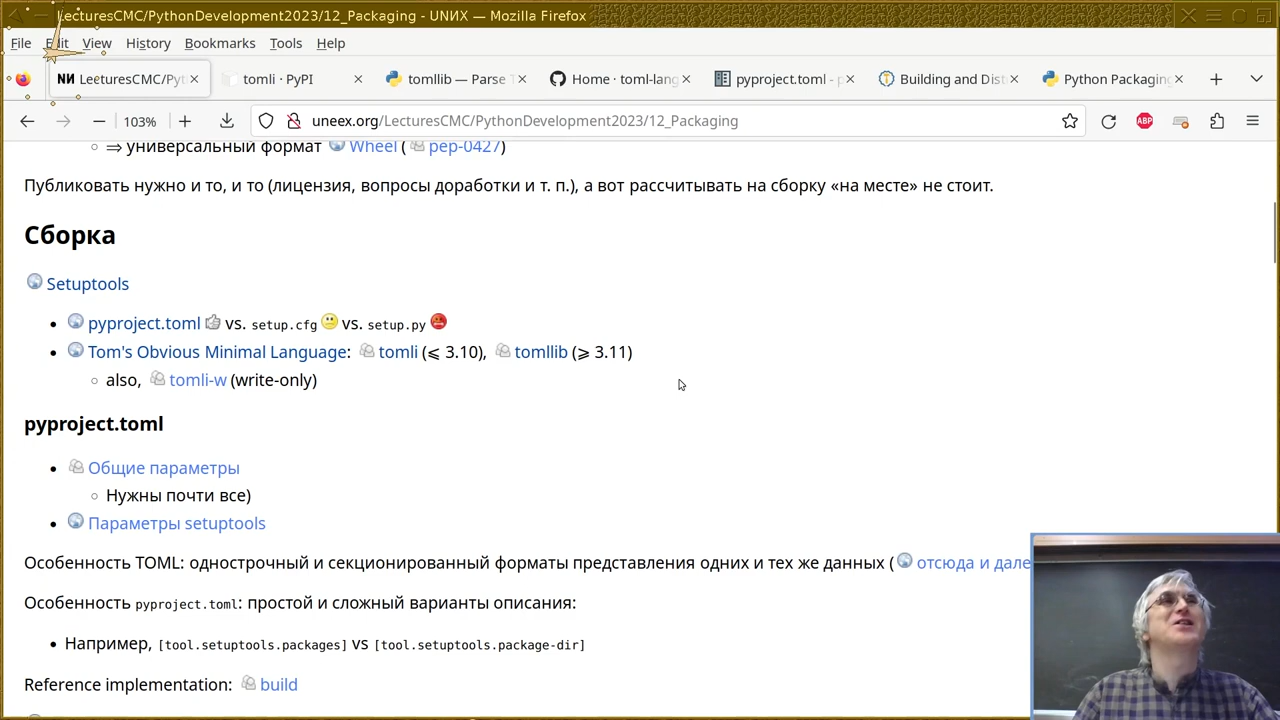 LecturesCMC/PythonDevelopment2023/12_Packaging - UNИX — Mozilla Firefox
File Edit View History Bookmarks Tools Help
NИ LecturesCMC/Pyt
tomli · PyPI
tomllib — Parse T
Home · toml-lang
pyproject.toml - p
Building and Dist
Python Packaging
103%
uneex.org/LecturesCMC/PythonDevelopment2023/12_Packaging
ABP
⇒ универсальный формат Wheel (pep-0427)
Публиковать нужно и то, и то (лицензия, вопросы доработки и т. п.), а вот рассчитывать на сборку «на месте» не стоит.
Сборка
Setuptools
pyproject.toml vs. setup.cfg vs. setup.py
Tom's Obvious Minimal Language: tomli (⩽ 3.10), tomllib (⩾ 3.11)
also, tomli-w (write-only)
pyproject.toml
Общие параметры
Нужны почти все)
Параметры setuptools
Особенность TOML: однострочный и секционированный форматы представления одних и тех же данных (отсюда и дале
Особенность pyproject.toml: простой и сложный варианты описания:
Например, [tool.setuptools.packages] vs [tool.setuptools.package-dir]
Reference implementation: build